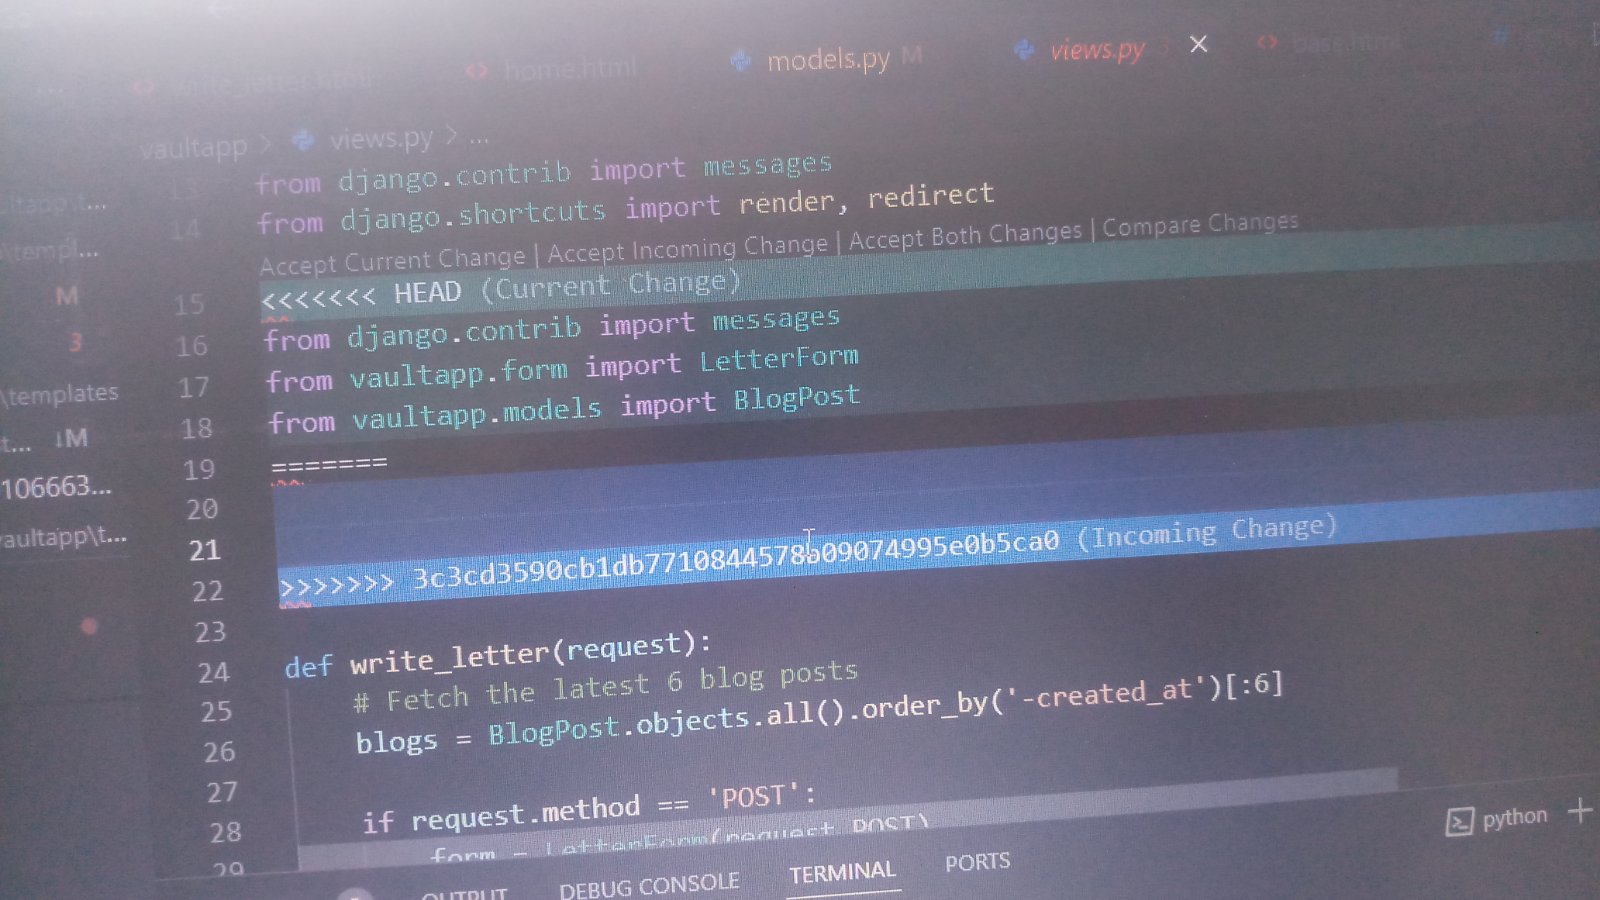 home.html
models.py M
views.py 3 ×
base.html
vaultapp > views.py > ...
13 from django.contrib import messages
14 from django.shortcuts import render, redirect
Accept Current Change | Accept Incoming Change | Accept Both Changes | Compare Changes
15 <<<<<<< HEAD (Current Change)
16 from django.contrib import messages
17 from vaultapp.form import LetterForm
18 from vaultapp.models import BlogPost
19 =======
20
21
22 >>>>>>> 3c3cd3590cb1db7710844578b09074995e0b5ca0 (Incoming Change)
23
24 def write_letter(request):
25 # Fetch the latest 6 blog posts
26 blogs = BlogPost.objects.all().order_by('-created_at')[:6]
27
28 if request.method == 'POST':
29 form = LetterForm(request.POST)
M
3
\templates
t... ↓M
106663...
vaultapp\t...
python +
OUTPUT DEBUG CONSOLE TERMINAL PORTS